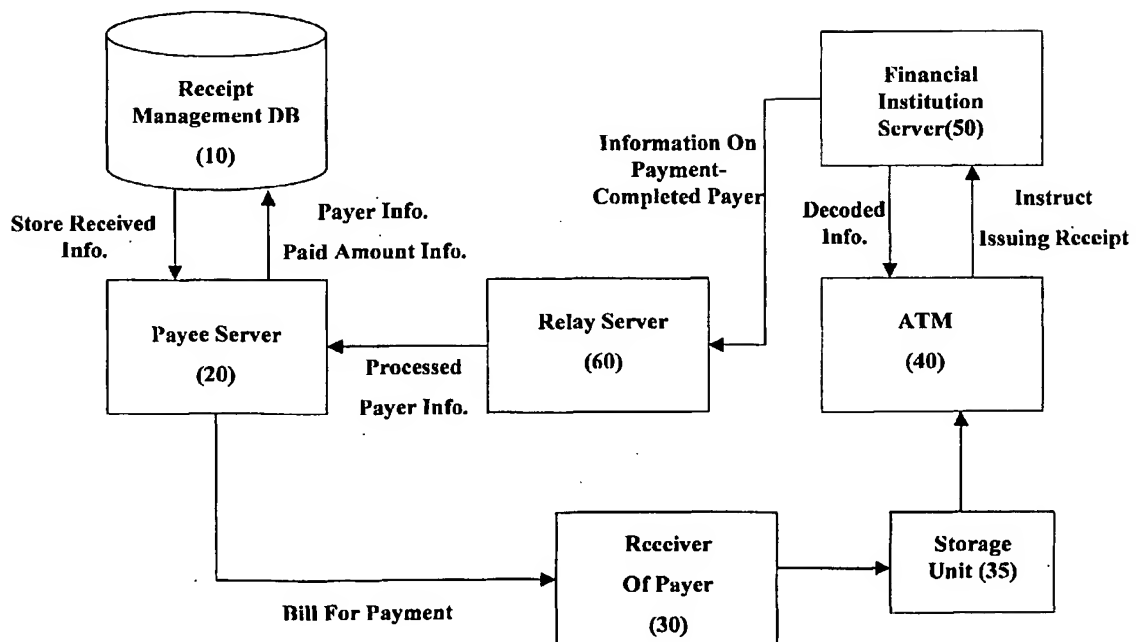 Receipt
Management DB
(10)
Financial
Institution
Server(50)
Information On
Payment-
Completed Payer
Store Received
Info.
Payer Info.
Paid Amount Info.
Decoded
Info.
Instruct
Issuing Receipt
Payee Server
(20)
Relay Server
(60)
ATM
(40)
Processed
Payer Info.
Receiver
Of Payer
(30)
Storage
Unit (35)
Bill For Payment